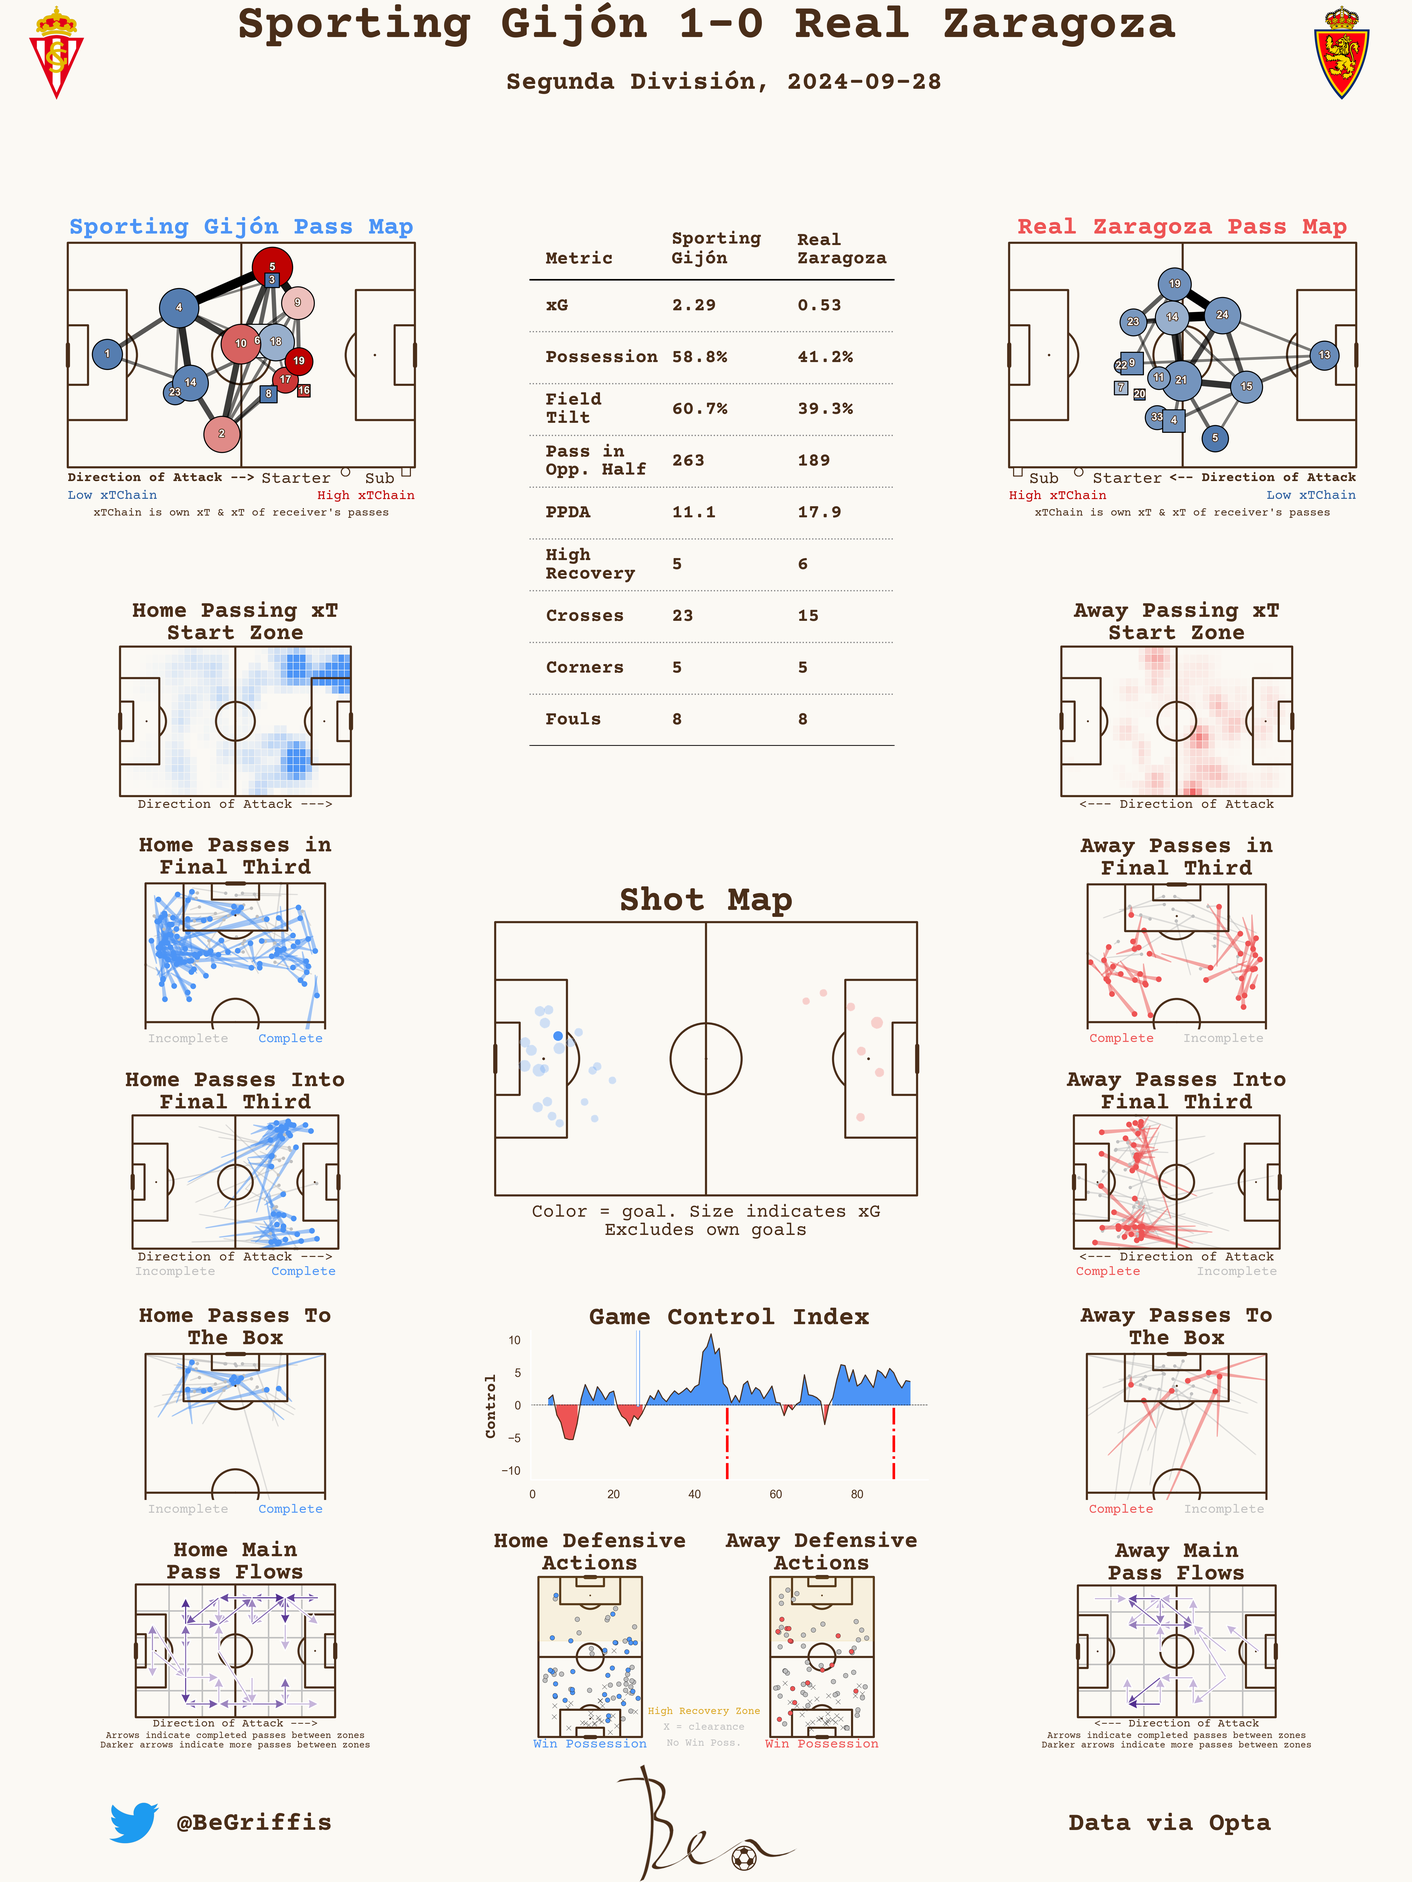 Sporting Gijón 1-0 Real Zaragoza
Segunda División, 2024-09-28
Sporting Gijón Pass Map
5
3
4
9
10
6
18
1
19
14
17
23
8
16
2
Direction of Attack --> Starter Sub
Low xTChain High xTChain
xTChain is own xT & xT of receiver's passes
Metric Sporting Gijón Real Zaragoza
xG 2.29 0.53
Possession 58.8% 41.2%
Field Tilt 60.7% 39.3%
Pass in Opp. Half 263 189
PPDA 11.1 17.9
High Recovery 5 6
Crosses 23 15
Corners 5 5
Fouls 8 8
Real Zaragoza Pass Map
19
14
24
23
13
22
9
11
21
15
7
20
33
4
5
Sub Starter <-- Direction of Attack
High xTChain Low xTChain
xTChain is own xT & xT of receiver's passes
Home Passing xT
Start Zone
Direction of Attack --->
Away Passing xT
Start Zone
<--- Direction of Attack
Home Passes in
Final Third
Incomplete Complete
Away Passes in
Final Third
Complete Incomplete
Shot Map
Color = goal. Size indicates xG
Excludes own goals
Home Passes Into
Final Third
Direction of Attack --->
Incomplete Complete
Away Passes Into
Final Third
<--- Direction of Attack
Complete Incomplete
Home Passes To
The Box
Incomplete Complete
Game Control Index
Control
10
5
0
−5
−10
0 20 40 60 80
Away Passes To
The Box
Complete Incomplete
Home Main
Pass Flows
Direction of Attack --->
Arrows indicate completed passes between zones
Darker arrows indicate more passes between zones
Home Defensive
Actions
Win Possession
High Recovery Zone
X = clearance
No Win Poss.
Away Defensive
Actions
Win Possession
Away Main
Pass Flows
<--- Direction of Attack
Arrows indicate completed passes between zones
Darker arrows indicate more passes between zones
@BeGriffis
Ben
Data via Opta